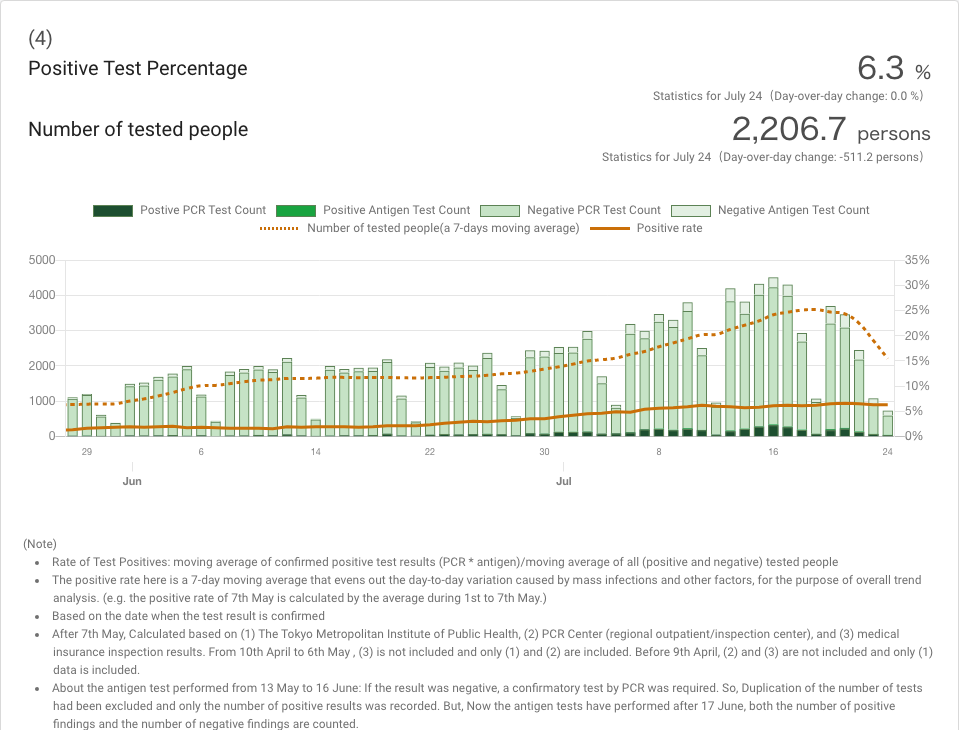 (4)
Positive Test Percentage
6.3 %
Statistics for July 24（Day-over-day change: 0.0 %）
Number of tested people
2,206.7 persons
Statistics for July 24（Day-over-day change: -511.2 persons）
Postive PCR Test Count Positive Antigen Test Count Negative PCR Test Count Negative Antigen Test Count
Number of tested people(a 7-days moving average) Positive rate
5000 35%
30%
4000
25%
3000
20%
2000 15%
10%
1000
5%
0 0%
29 6 14 22 30 8 16 24
Jun Jul
(Note)
Rate of Test Positives: moving average of confirmed positive test results (PCR * antigen)/moving average of all (positive and negative) tested people
The positive rate here is a 7-day moving average that evens out the day-to-day variation caused by mass infections and other factors, for the purpose of overall trend
analysis. (e.g. the positive rate of 7th May is calculated by the average during 1st to 7th May.)
Based on the date when the test result is confirmed
After 7th May, Calculated based on (1) The Tokyo Metropolitan Institute of Public Health, (2) PCR Center (regional outpatient/inspection center), and (3) medical
insurance inspection results. From 10th April to 6th May , (3) is not included and only (1) and (2) are included. Before 9th April, (2) and (3) are not included and only (1)
data is included.
About the antigen test performed from 13 May to 16 June: If the result was negative, a confirmatory test by PCR was required. So, Duplication of the number of tests
had been excluded and only the number of positive results was recorded. But, Now the antigen tests have performed after 17 June, both the number of positive
findings and the number of negative findings are counted.